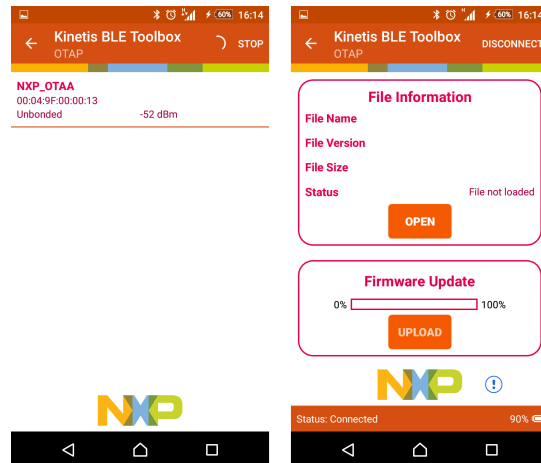 60% 16:14
Kinetis BLE Toolbox
OTAP
STOP
NXP_OTAA
00:04:9F:00:00:13
Unbonded -52 dBm
NXP
60% 16:14
Kinetis BLE Toolbox
OTAP
DISCONNECT
File Information
File Name
File Version
File Size
Status File not loaded
OPEN
Firmware Update
0% 100%
UPLOAD
NXP
Status: Connected 90%